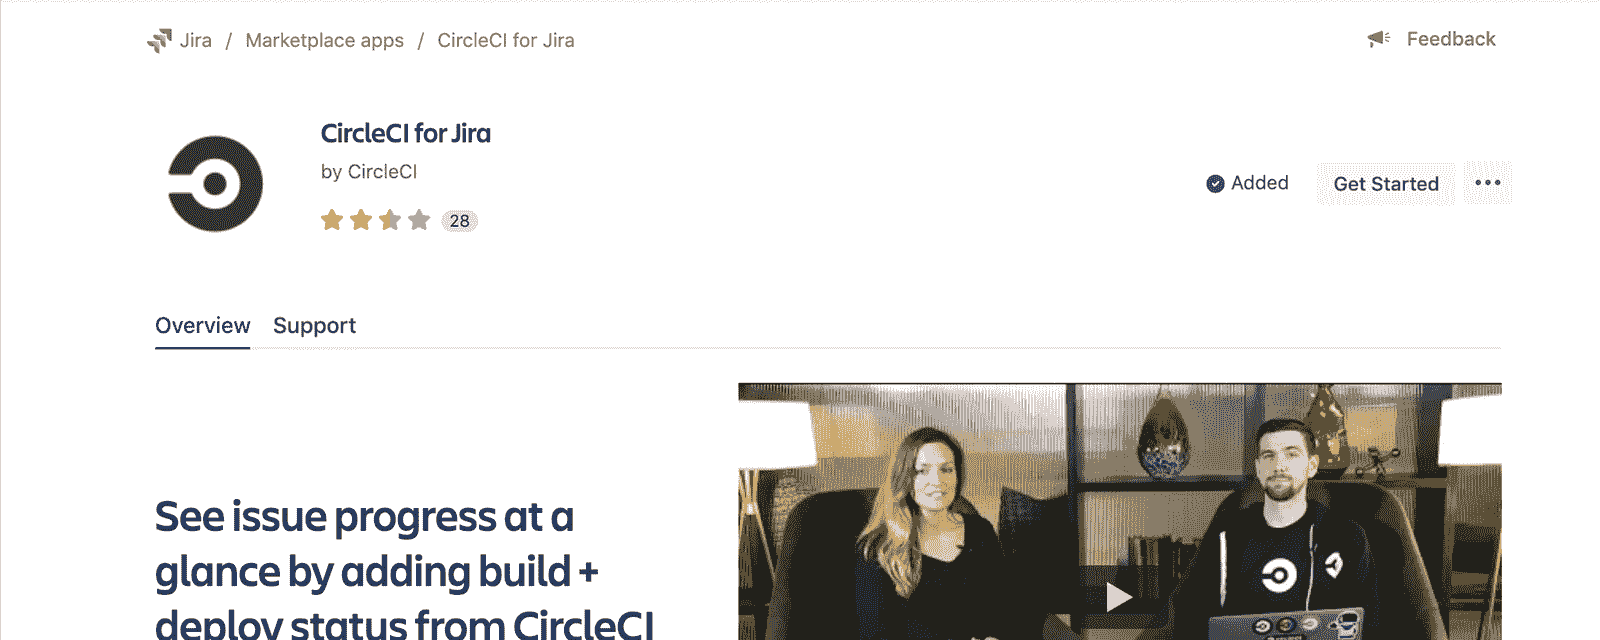 Jira / Marketplace apps / CircleCI for Jira
Feedback
CircleCI for Jira
by CircleCI
28
Added
Get Started
Overview Support
See issue progress at a
glance by adding build +
deploy status from CircleCI